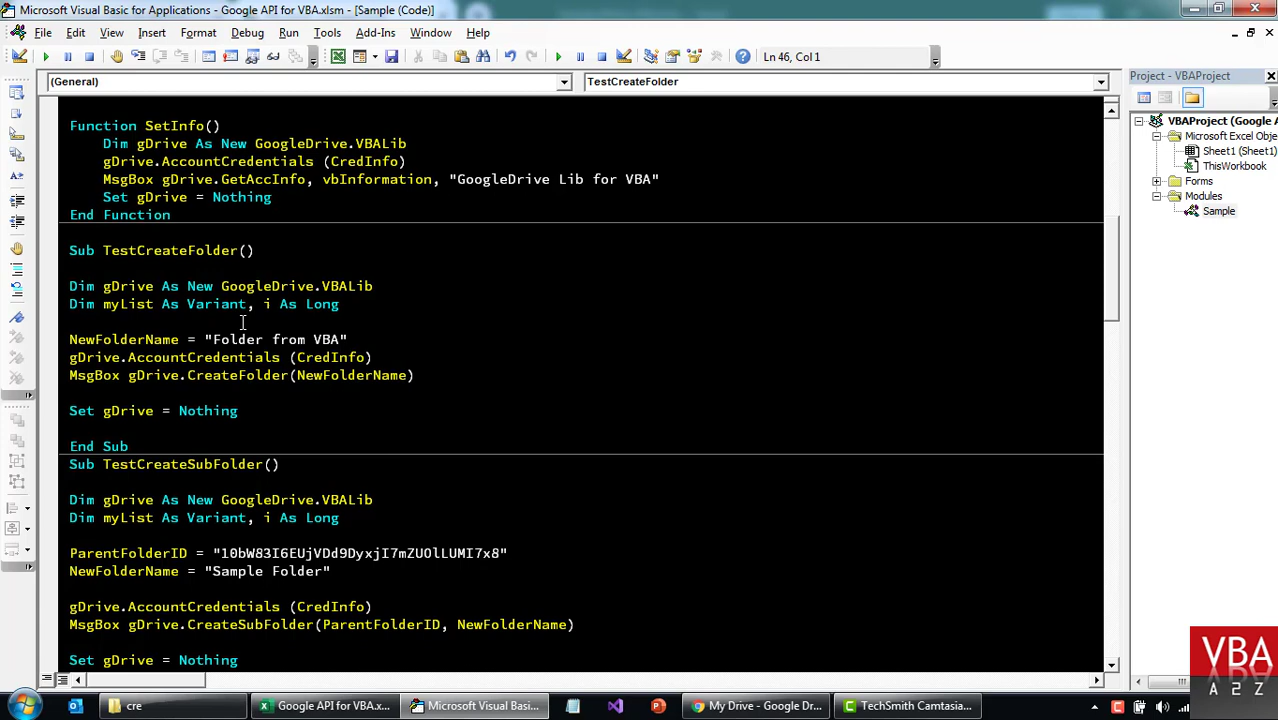 Microsoft Visual Basic for Applications - Google API for VBA.xlsm - [Sample (Code)]
File Edit View Insert Format Debug Run Tools Add-Ins Window Help
Ln 46, Col 1
(General)
TestCreateFolder
Function SetInfo()
Dim gDrive As New GoogleDrive.VBALib
gDrive.AccountCredentials (CredInfo)
MsgBox gDrive.GetAccInfo, vbInformation, "GoogleDrive Lib for VBA"
Set gDrive = Nothing
End Function
Sub TestCreateFolder()
Dim gDrive As New GoogleDrive.VBALib
Dim myList As Variant, i As Long
NewFolderName = "Folder from VBA"
gDrive.AccountCredentials (CredInfo)
MsgBox gDrive.CreateFolder(NewFolderName)
Set gDrive = Nothing
End Sub
Sub TestCreateSubFolder()
Dim gDrive As New GoogleDrive.VBALib
Dim myList As Variant, i As Long
ParentFolderID = "10bW83I6EUjVDd9DyxjI7mZUOlLUMI7x8"
NewFolderName = "Sample Folder"
gDrive.AccountCredentials (CredInfo)
MsgBox gDrive.CreateSubFolder(ParentFolderID, NewFolderName)
Set gDrive = Nothing
Project - VBAProject
VBAProject (Google A
Microsoft Excel Obje
Sheet1 (Sheet1)
ThisWorkbook
Forms
Modules
Sample
VBA
A 2 Z
cre
Google API for VBA.x...
Microsoft Visual Basi...
My Drive - Google Dr...
TechSmith Camtasia...